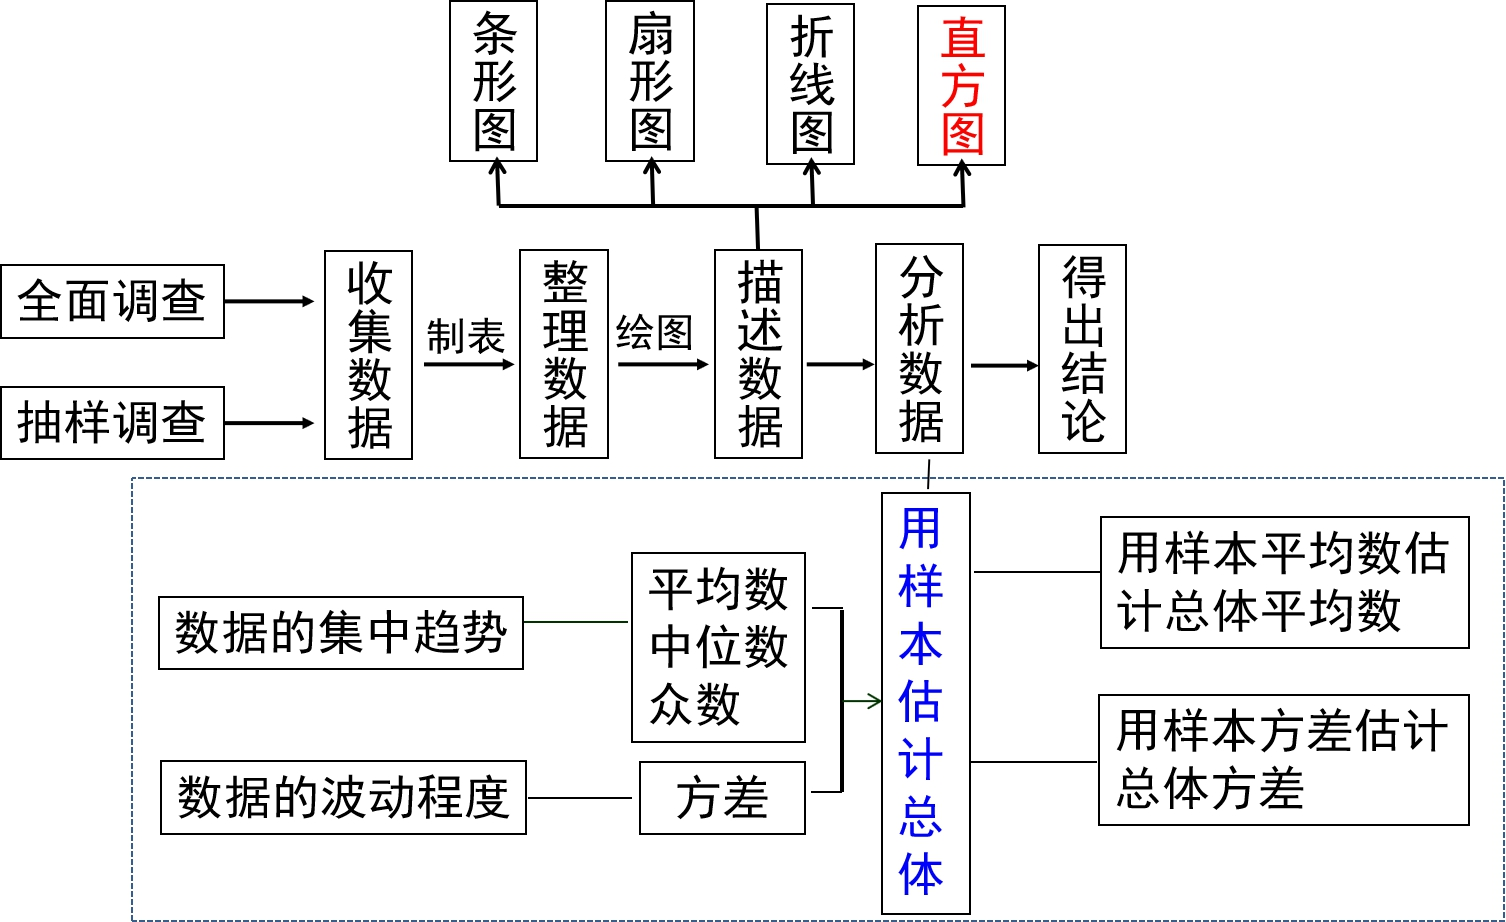 条形图
扇形图
折线图
直方图
全面调查
抽样调查
收集数据
制表
整理数据
绘图
描述数据
分析数据
得出结论
数据的集中趋势
平均数
中位数
众数
数据的波动程度
方差
用样本估计总体
用样本平均数估
计总体平均数
用样本方差估计
总体方差